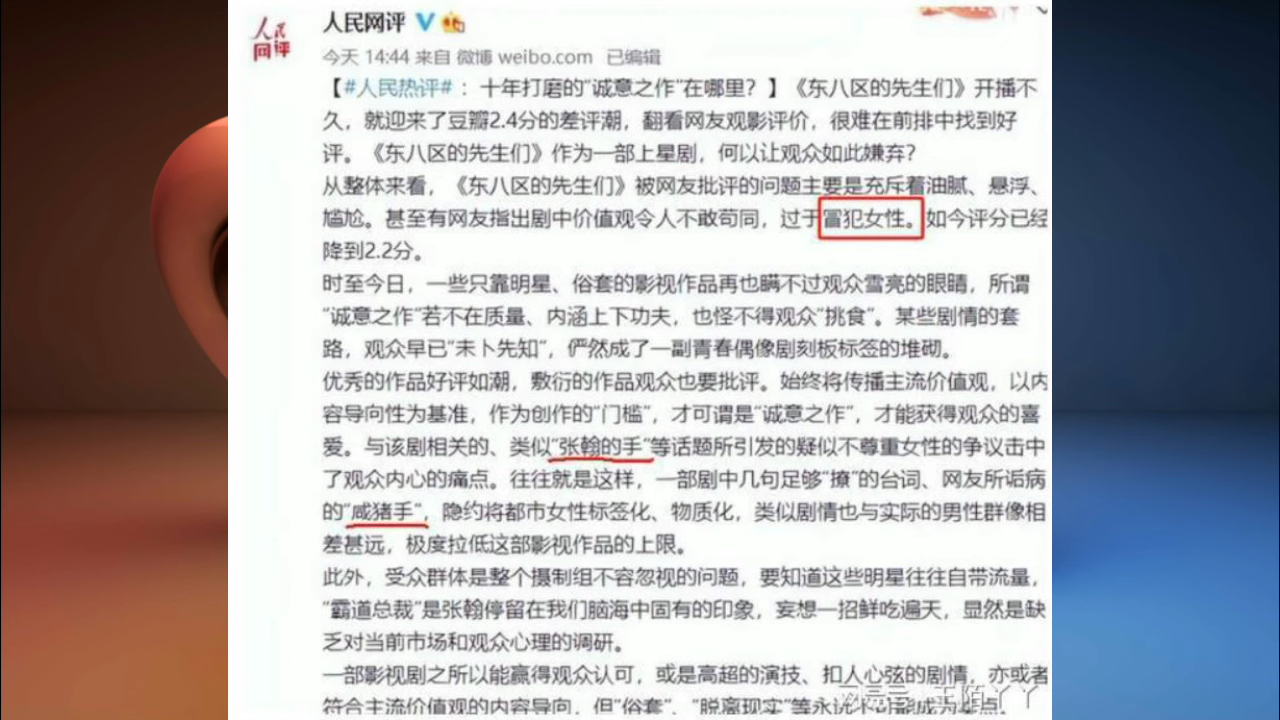 人民网评
人民网评
今天 14:44 来自 微博 weibo.com 已编辑
【#人民热评#：十年打磨的“诚意之作”在哪里？】《东八区的先生们》开播不
久，就迎来了豆瓣2.4分的差评潮，翻看网友观影评价，很难在前排中找到好
评。《东八区的先生们》作为一部上星剧，何以让观众如此嫌弃？
从整体来看，《东八区的先生们》被网友批评的问题主要是充斥着油腻、悬浮、
尴尬。甚至有网友指出剧中价值观令人不敢苟同，过于冒犯女性。如今评分已经
降到2.2分。
时至今日，一些只靠明星、俗套的影视作品再也瞒不过观众雪亮的眼睛，所谓
“诚意之作”若不在质量、内涵上下功夫，也怪不得观众“挑食”。某些剧情的套
路，观众早已“未卜先知”，俨然成了一副青春偶像剧刻板标签的堆砌。
优秀的作品好评如潮，敷衍的作品观众也要批评。始终将传播主流价值观，以内
容导向性为基准，作为创作的“门槛”，才可谓是“诚意之作”，才能获得观众的喜
爱。与该剧相关的、类似“张翰的手”等话题所引发的疑似不尊重女性的争议击中
了观众内心的痛点。往往就是这样，一部剧中几句足够“撩”的台词、网友所诟病
的“咸猪手”，隐约将都市女性标签化、物质化，类似剧情也与实际的男性群像相
差甚远，极度拉低这部影视作品的上限。
此外，受众群体是整个摄制组不容忽视的问题，要知道这些明星往往自带流量，
“霸道总裁”是张翰停留在我们脑海中固有的印象，妄想一招鲜吃遍天，显然是缺
乏对当前市场和观众心理的调研。
一部影视剧之所以能赢得观众认可，或是高超的演技、扣人心弦的剧情，亦或者
符合主流价值观的内容导向，但“俗套”、“脱离现实”等永远不可能成为卖点。